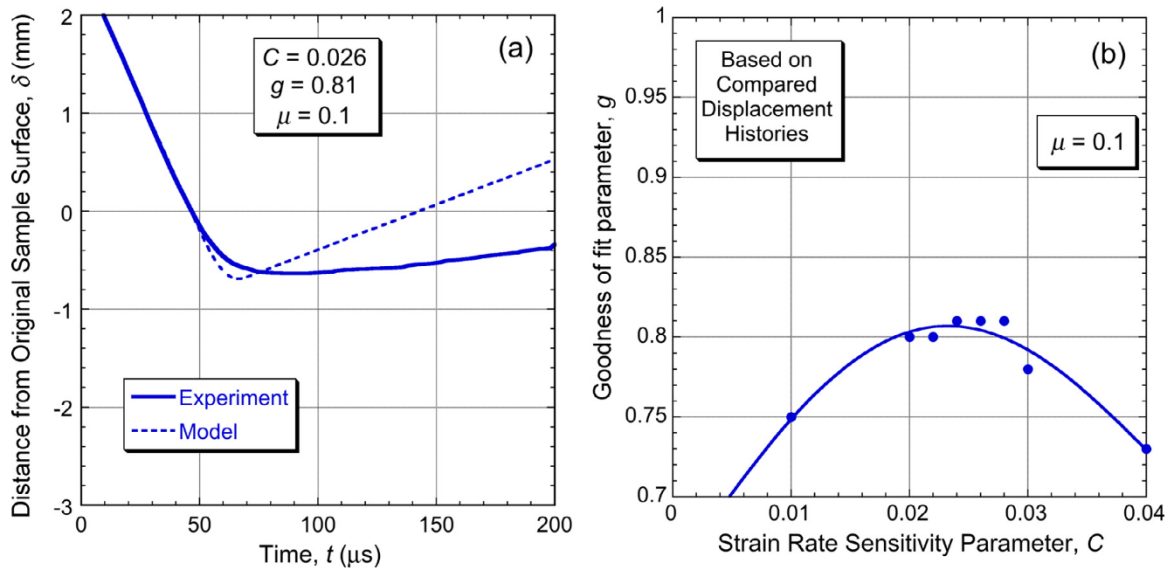 (a)
C = 0.026
g = 0.81
μ = 0.1
Distance from Original Sample Surface, δ (mm)
2
1
0
-1
-2
-3
Experiment
Model
0
50
100
150
200
Time, t (μs)
(b)
Based on
Compared
Displacement
Histories
μ = 0.1
Goodness of fit parameter, g
1
0.95
0.9
0.95
1
0.85
0.8
0.75
0.7
0
0.01
0.02
0.03
0.04
Strain Rate Sensitivity Parameter, C